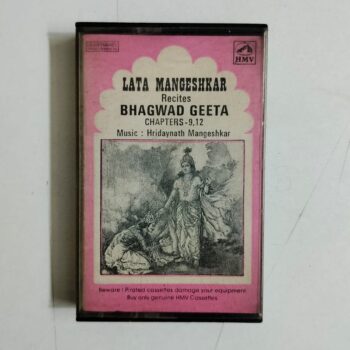 HMV
LATA MANGESHKAR
Recites
BHAGWAD GEETA
CHAPTERS-9,12
Music : Hridaynath Mangeshkar
Beware ! Pirated cassettes damage your equipment.
Buy only genuine HMV Cassettes.